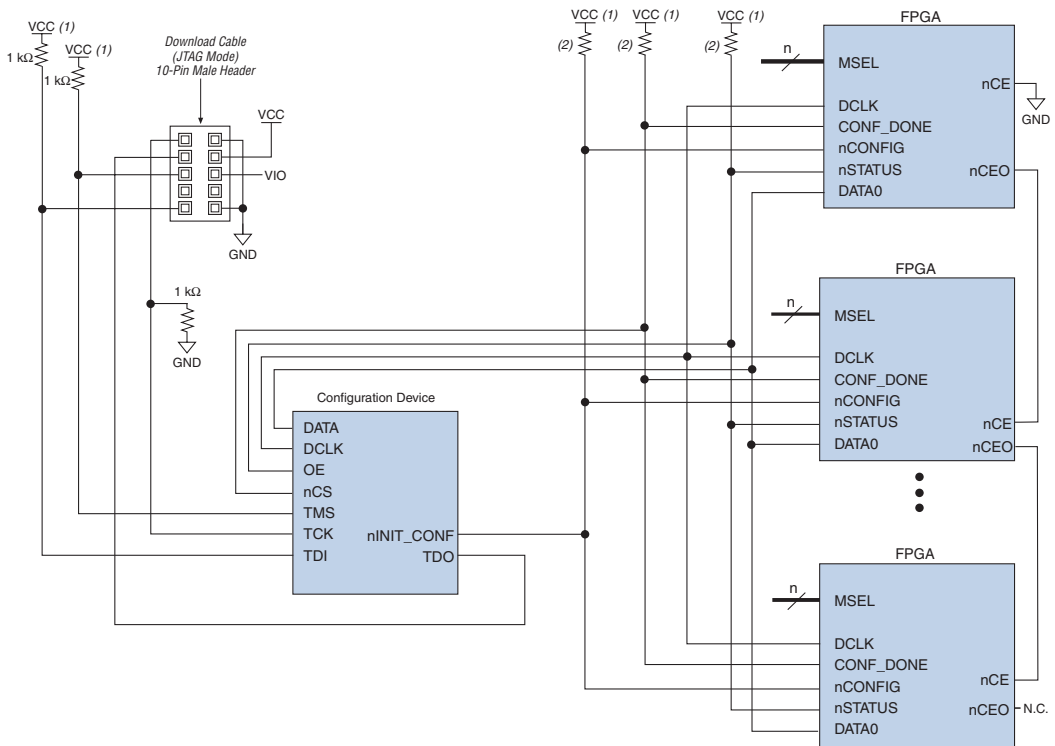 VCC (1)
1 kΩ
VCC (1)
1 kΩ
Download Cable
(JTAG Mode)
10-Pin Male Header
VCC
VIO
GND
1 kΩ
GND
Configuration Device
DATA
DCLK
OE
nCS
TMS
TCK
TDI
nINIT_CONF
TDO
VCC (1)
(2)
VCC (1)
(2)
VCC (1)
(2)
FPGA
n
MSEL
DCLK
CONF_DONE
nCONFIG
nSTATUS
DATA0
nCE
GND
nCEO
FPGA
n
MSEL
DCLK
CONF_DONE
nCONFIG
nSTATUS
DATA0
nCE
nCEO
FPGA
n
MSEL
DCLK
CONF_DONE
nCONFIG
nSTATUS
DATA0
nCE
nCEO
N.C.